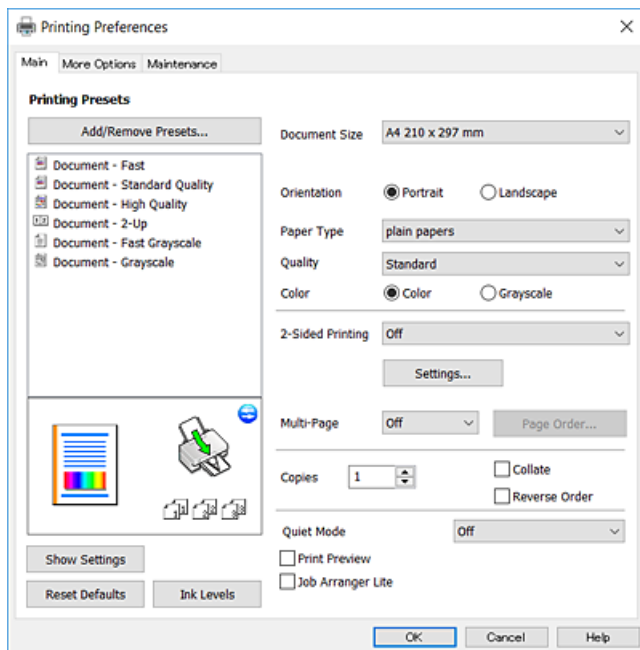 Printing Preferences
Main More Options Maintenance
Printing Presets
Add/Remove Presets...
Document - Fast
Document - Standard Quality
Document - High Quality
Document - 2-Up
Document - Fast Grayscale
Document - Grayscale
Show Settings
Reset Defaults Ink Levels
Document Size A4 210 x 297 mm
Orientation Portrait Landscape
Paper Type plain papers
Quality Standard
Color Color Grayscale
2-Sided Printing Off
Settings...
Multi-Page Off Page Order...
Copies 1 Collate
Reverse Order
Quiet Mode Off
Print Preview
Job Arranger Lite
OK Cancel Help